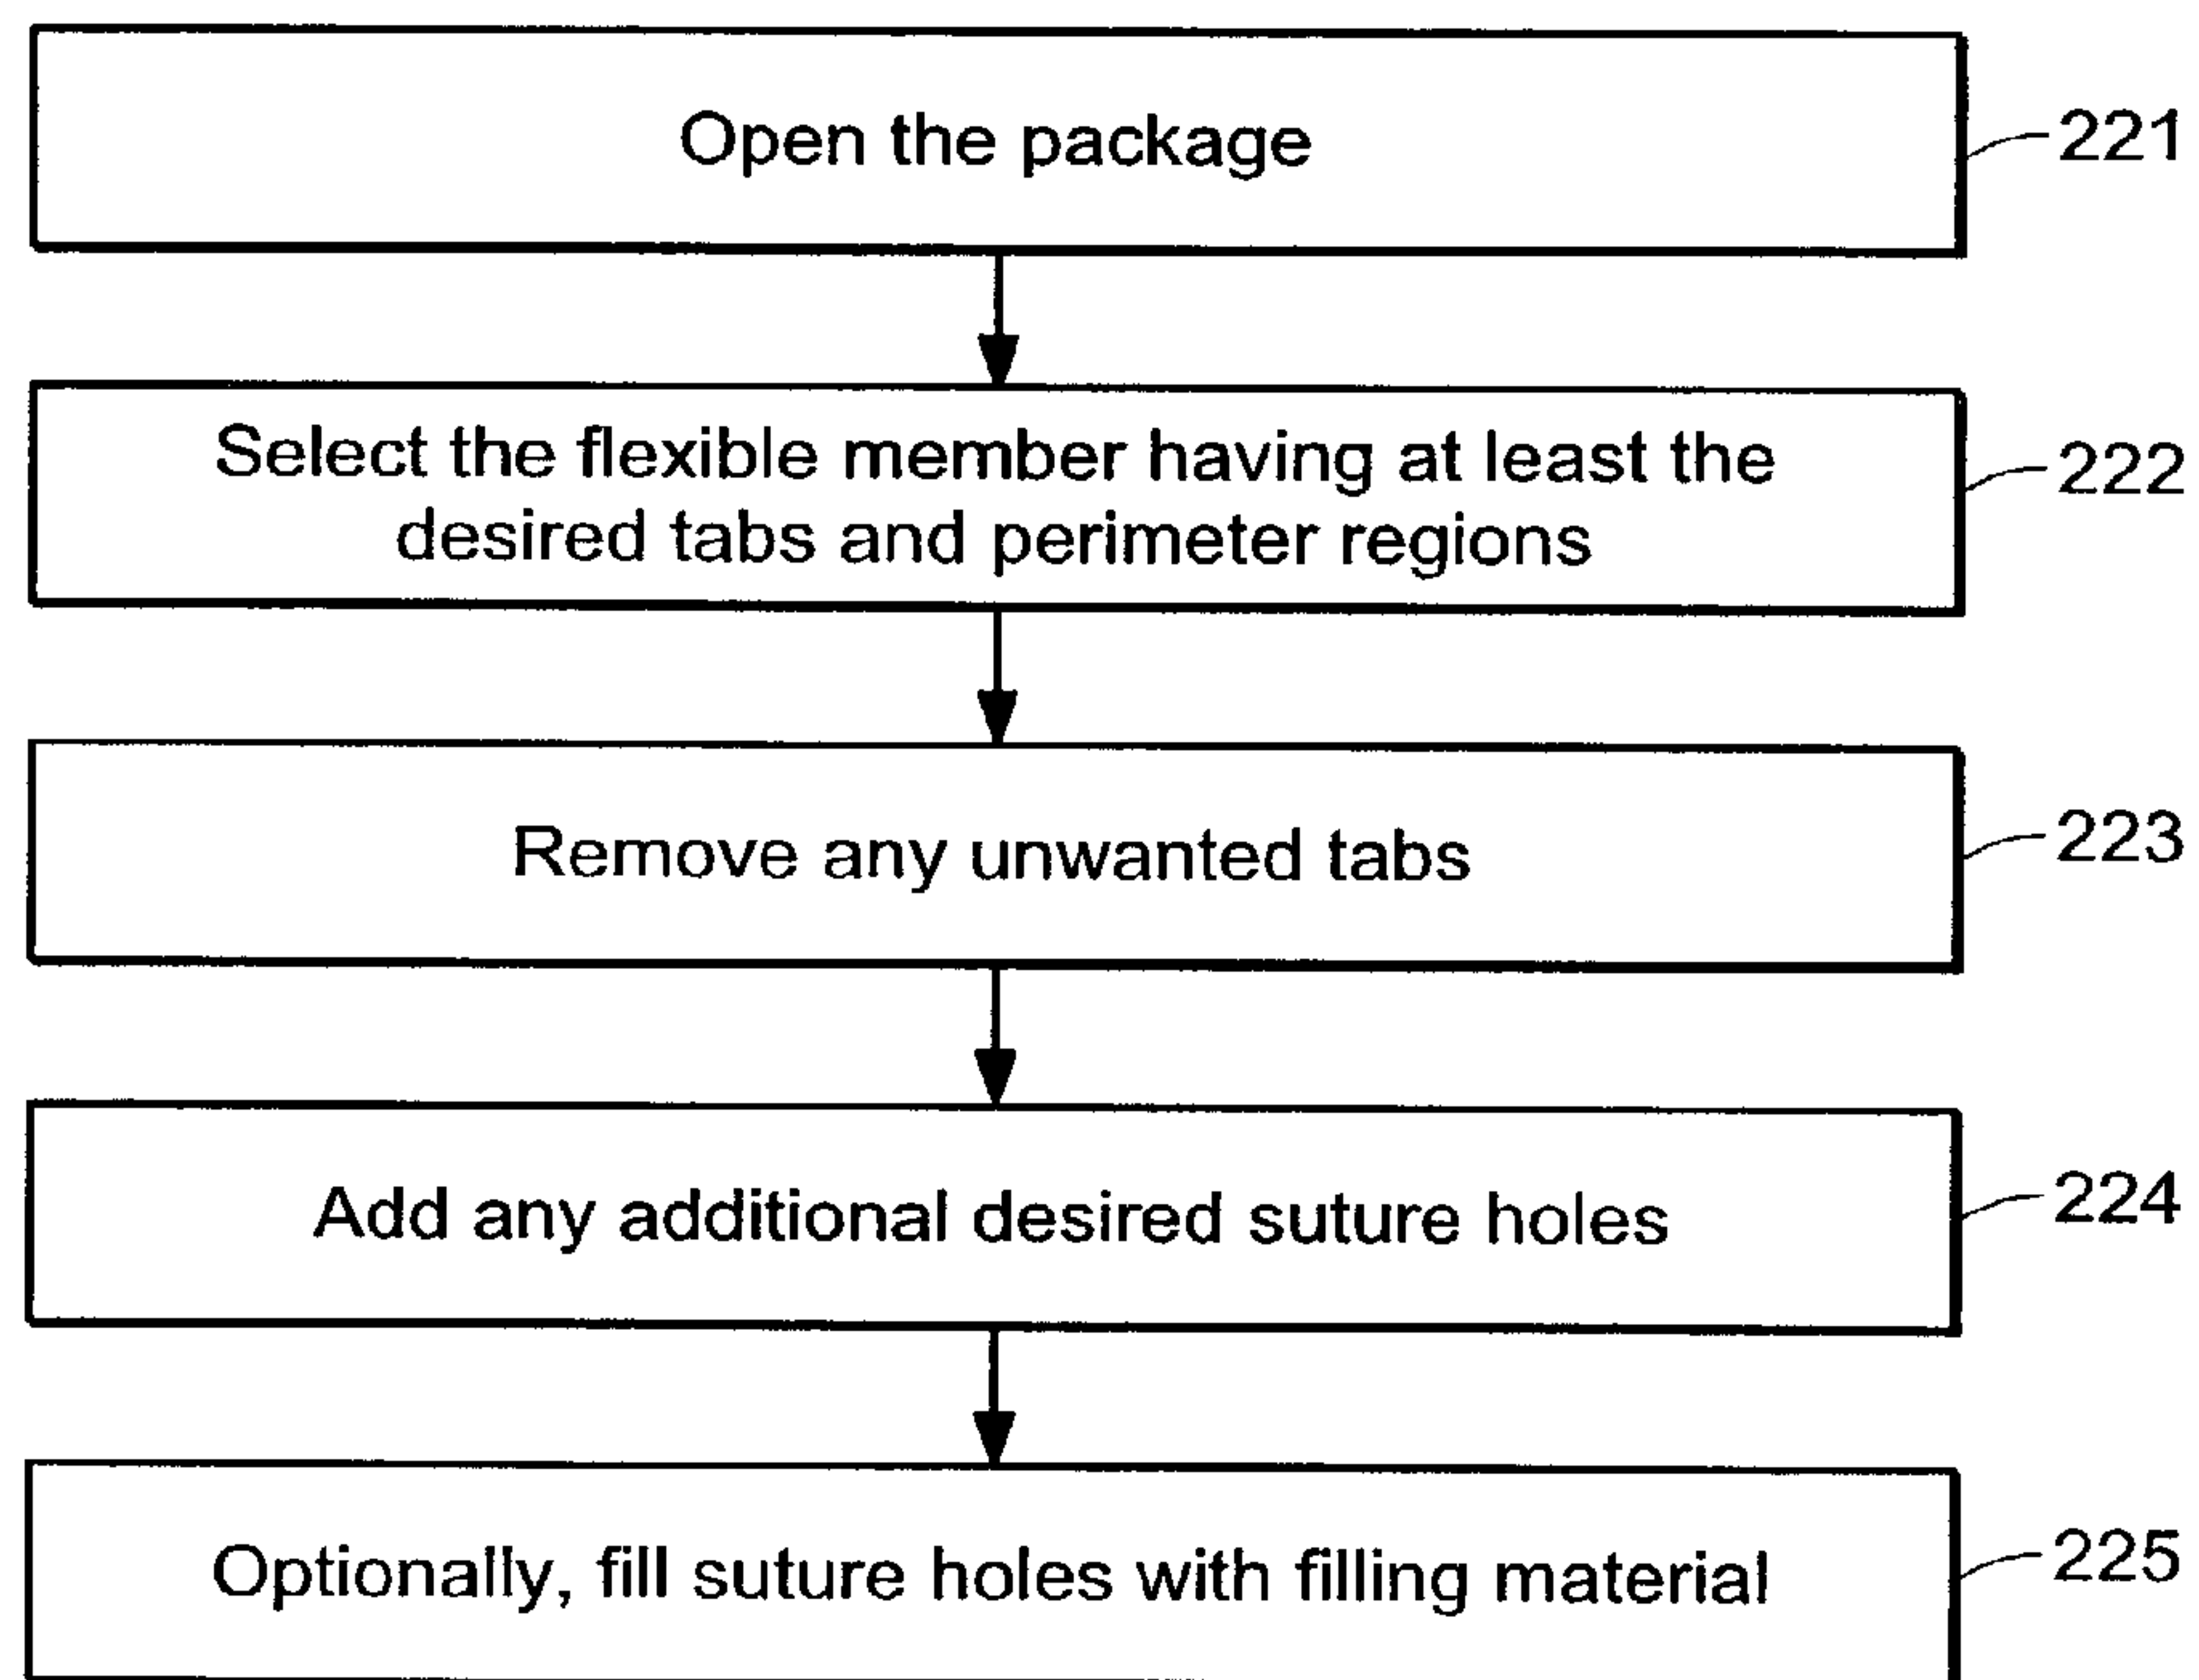 Open the package
221
Select the flexible member having at least the
desired tabs and perimeter regions
222
Remove any unwanted tabs
223
Add any additional desired suture holes
224
Optionally, fill suture holes with filling material
225